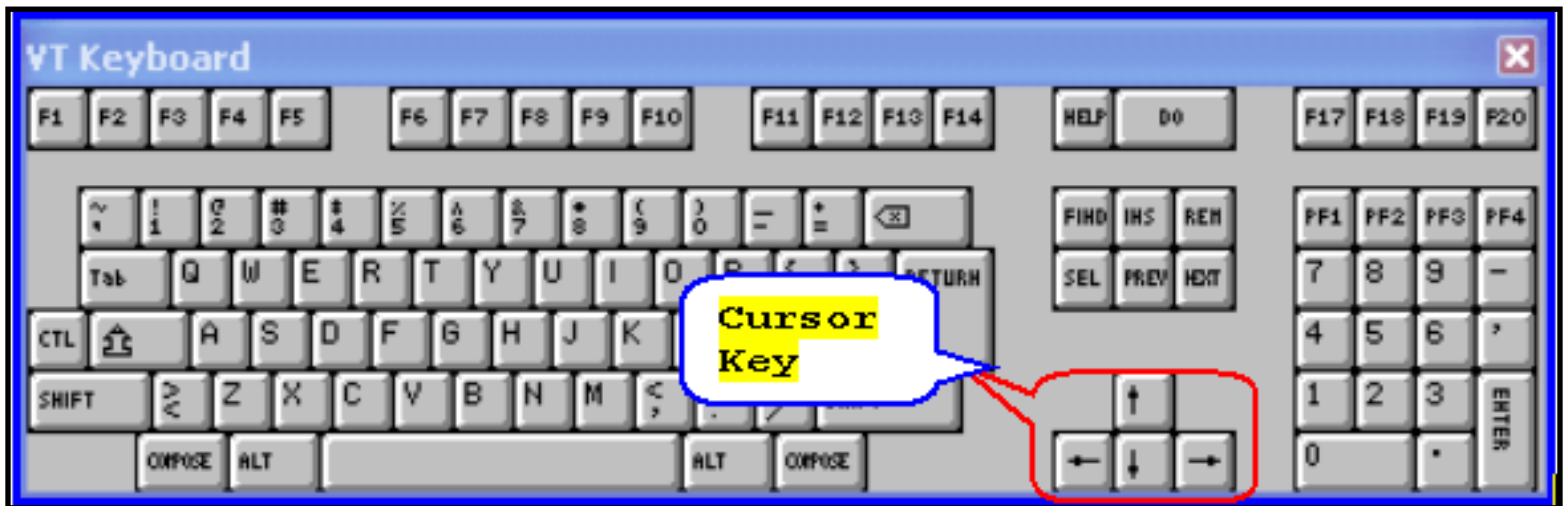 VT Keyboard
F1 F2 F3 F4 F5 F6 F7 F8 F9 F10 F11 F12 F13 F14 HELP DO F17 F18 F19 F20
~ ! @ # $ % ^ & * ( ) _ +
1 2 3 4 5 6 7 8 9 0 - = FIND INS REM PF1 PF2 PF3 PF4
Tab Q W E R T Y U I O RETURN SEL PREV NEXT 7 8 9 -
CTL A S D F G H J K 4 5 6 ,
Cursor
Key
SHIFT > < Z X C V B N M < , . / 1 2 3 ENTER
↑
COMPOSE ALT ALT COMPOSE ← ↓ → 0 .